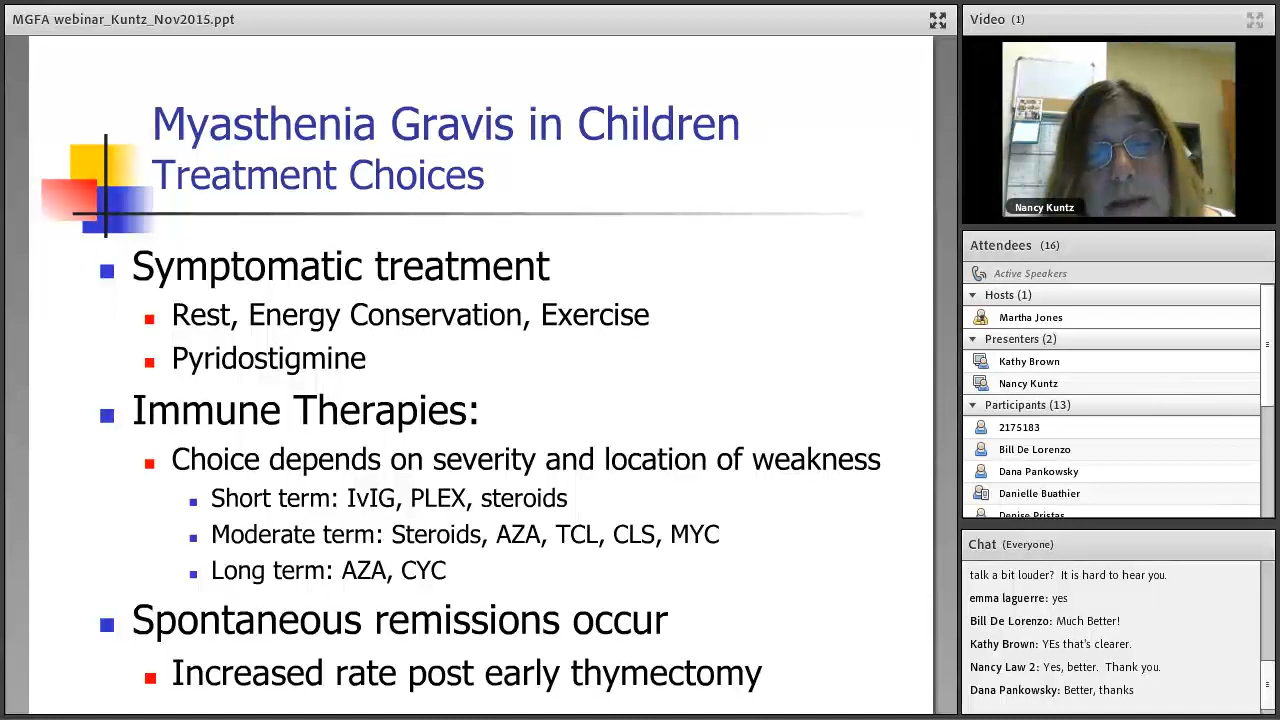 MGFA webinar_Kuntz_Nov2015.ppt
Myasthenia Gravis in Children
Treatment Choices
Symptomatic treatment
Rest, Energy Conservation, Exercise
Pyridostigmine
Immune Therapies:
Choice depends on severity and location of weakness
Short term: IvIG, PLEX, steroids
Moderate term: Steroids, AZA, TCL, CLS, MYC
Long term: AZA, CYC
Spontaneous remissions occur
Increased rate post early thymectomy
Video (1)
Nancy Kuntz
Attendees (16)
Active Speakers
Hosts (1)
Martha Jones
Presenters (2)
Kathy Brown
Nancy Kuntz
Participants (13)
2175183
Bill De Lorenzo
Dana Pankowsky
Danielle Buathier
Denise Pristas
Chat (Everyone)
talk a bit louder? It is hard to hear you.
emma laguerre: yes
Bill De Lorenzo: Much Better!
Kathy Brown: YEs that's clearer.
Nancy Law 2: Yes, better. Thank you.
Dana Pankowsky: Better, thanks